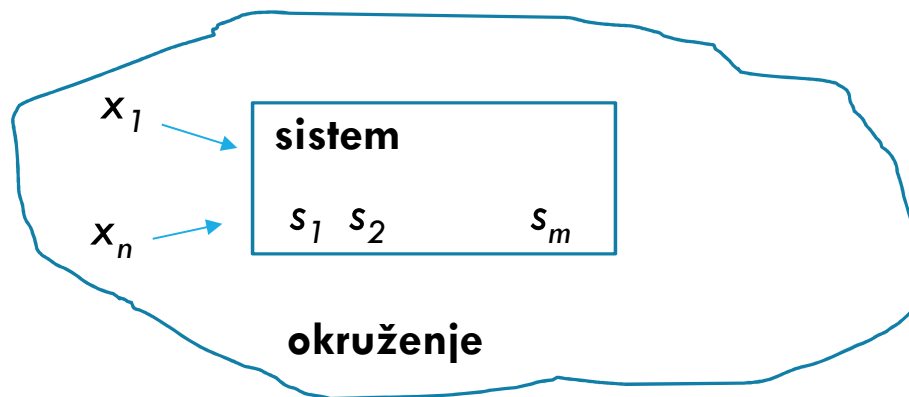 x₁
sistem
s₁ s₂ sₘ
xₙ
okruženje